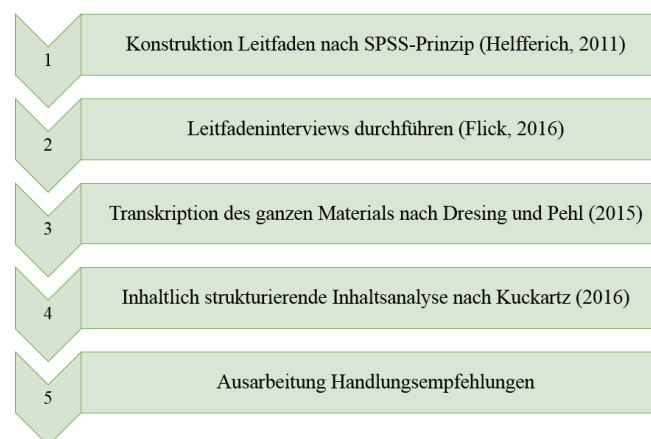 1
Konstruktion Leitfaden nach SPSS-Prinzip (Helfferich, 2011)
2
Leitfadeninterviews durchführen (Flick, 2016)
3
Transkription des ganzen Materials nach Dresing und Pehl (2015)
4
Inhaltlich strukturierende Inhaltsanalyse nach Kuckartz (2016)
5
Ausarbeitung Handlungsempfehlungen